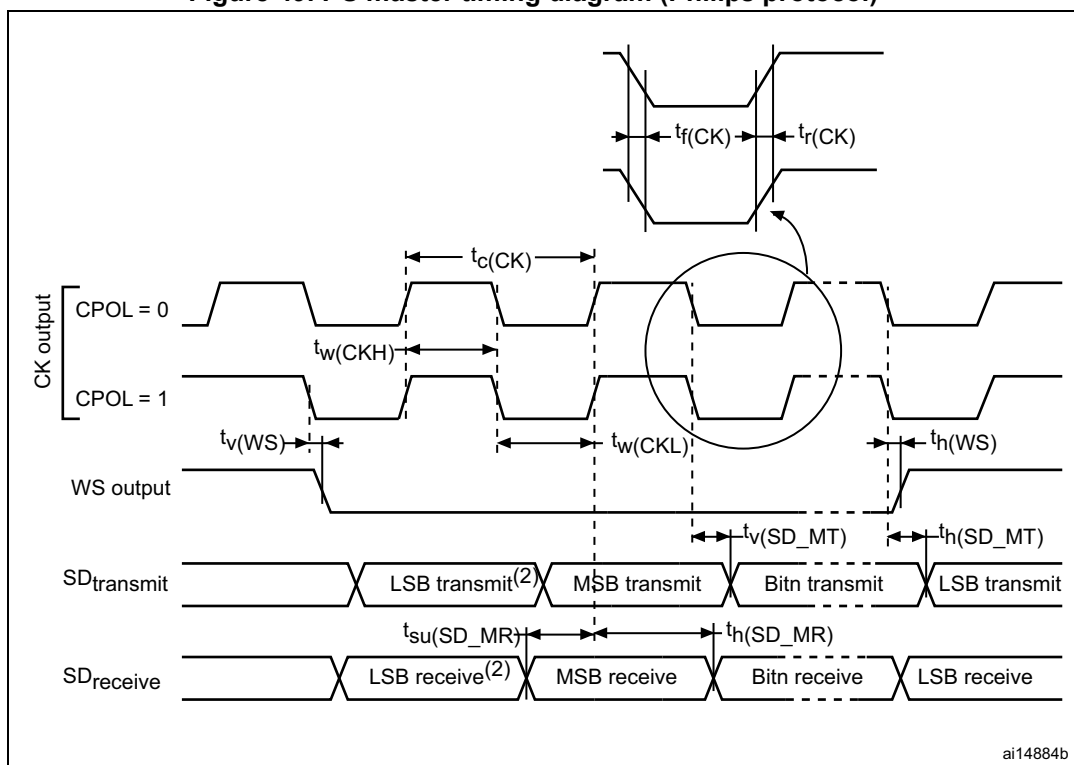 tf(CK)
tr(CK)
tc(CK)
CK output
CPOL = 0
tw(CKH)
CPOL = 1
tv(WS)
tw(CKL)
th(WS)
WS output
tv(SD_MT)
th(SD_MT)
SDtransmit
LSB transmit(2)
MSB transmit
Bitn transmit
LSB transmit
tsu(SD_MR)
th(SD_MR)
SDreceive
LSB receive(2)
MSB receive
Bitn receive
LSB receive
ai14884b